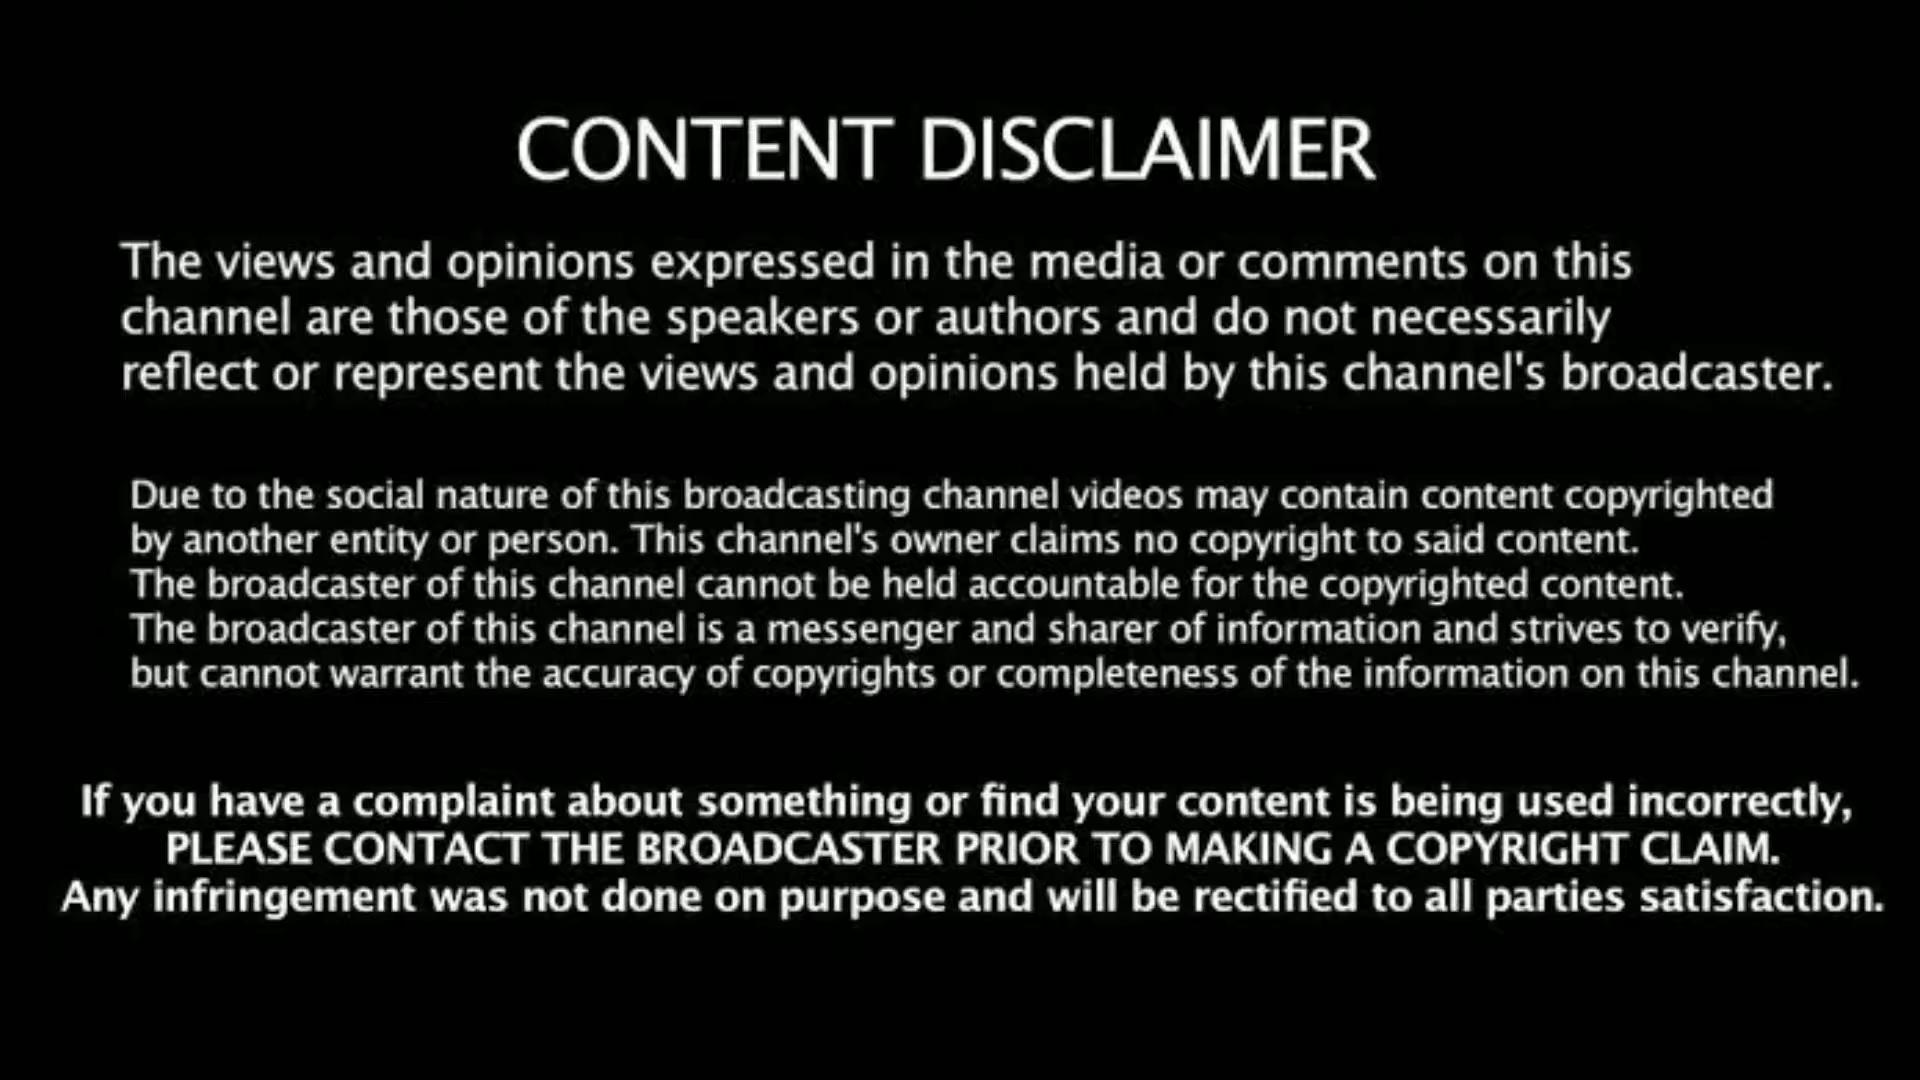 CONTENT DISCLAIMER
The views and opinions expressed in the media or comments on this
channel are those of the speakers or authors and do not necessarily
reflect or represent the views and opinions held by this channel's broadcaster.
Due to the social nature of this broadcasting channel videos may contain content copyrighted
by another entity or person. This channel's owner claims no copyright to said content.
The broadcaster of this channel cannot be held accountable for the copyrighted content.
The broadcaster of this channel is a messenger and sharer of information and strives to verify,
but cannot warrant the accuracy of copyrights or completeness of the information on this channel.
If you have a complaint about something or find your content is being used incorrectly,
PLEASE CONTACT THE BROADCASTER PRIOR TO MAKING A COPYRIGHT CLAIM.
Any infringement was not done on purpose and will be rectified to all parties satisfaction.